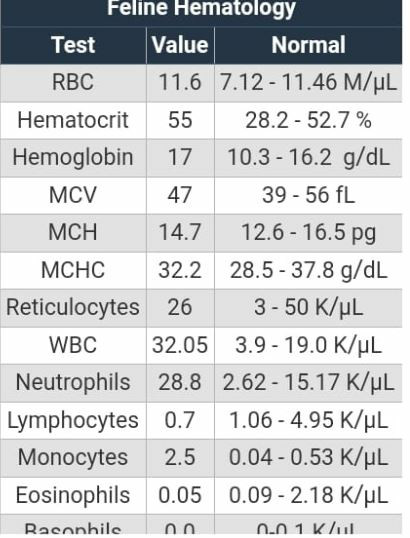 Feline Hematology
Test Value Normal
RBC 11.6 7.12 - 11.46 M/µL
Hematocrit 55 28.2 - 52.7 %
Hemoglobin 17 10.3 - 16.2 g/dL
MCV 47 39 - 56 fL
MCH 14.7 12.6 - 16.5 pg
MCHC 32.2 28.5 - 37.8 g/dL
Reticulocytes 26 3 - 50 K/µL
WBC 32.05 3.9 - 19.0 K/µL
Neutrophils 28.8 2.62 - 15.17 K/µL
Lymphocytes 0.7 1.06 - 4.95 K/µL
Monocytes 2.5 0.04 - 0.53 K/µL
Eosinophils 0.05 0.09 - 2.18 K/µL
Basophils 0.0 0-0.1 K/µL